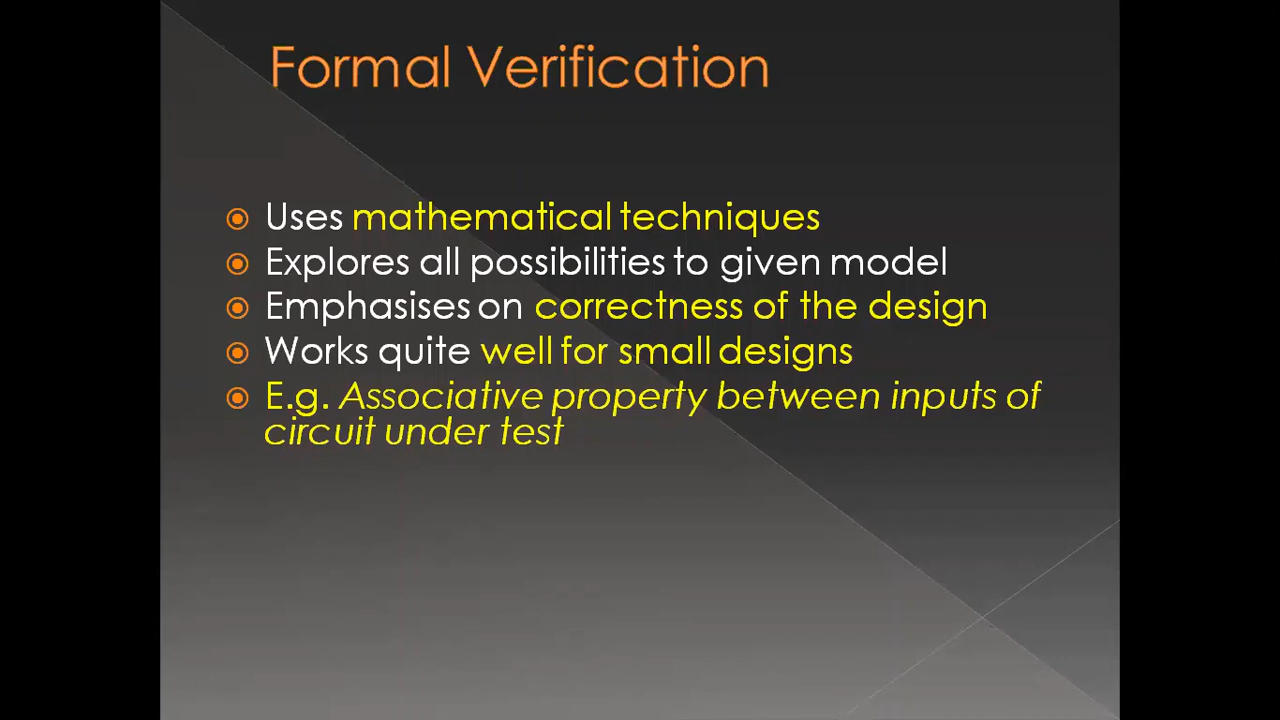 Formal Verification
Uses mathematical techniques
Explores all possibilities to given model
Emphasises on correctness of the design
Works quite well for small designs
E.g. Associative property between inputs of
circuit under test